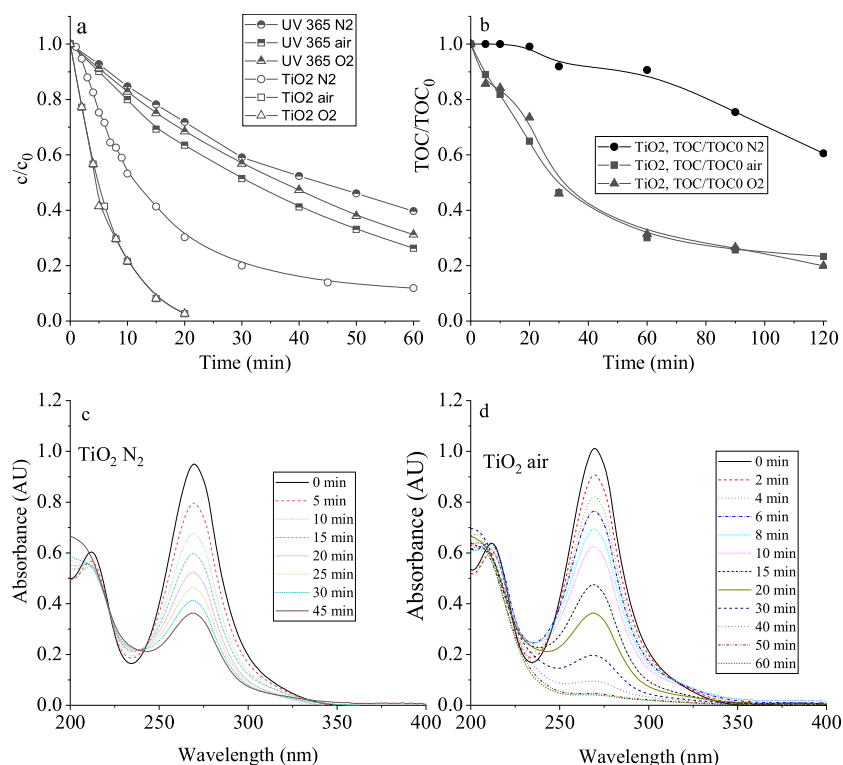 a
UV 365 N2
UV 365 air
UV 365 O2
TiO2 N2
TiO2 air
TiO2 O2
1.0
0.8
0.6
0.4
0.2
0.0
c/c0
0
10
20
30
40
50
60
Time (min)
b
TiO2, TOC/TOC0 N2
TiO2, TOC/TOC0 air
TiO2, TOC/TOC0 O2
1.0
0.8
0.6
0.4
0.2
0.0
TOC/TOC0
0
20
40
60
80
100
120
Time (min)
c
TiO2 N2
0 min
5 min
10 min
15 min
20 min
25 min
30 min
45 min
1.2
1.0
0.8
0.6
0.4
0.2
0.0
Absorbance (AU)
200
250
300
350
400
Wavelength (nm)
d
TiO2 air
0 min
2 min
4 min
6 min
8 min
10 min
15 min
20 min
30 min
40 min
50 min
60 min
1.2
1.0
0.8
0.6
0.4
0.2
0.0
Absorbance (AU)
200
250
300
350
400
Wavelength (nm)